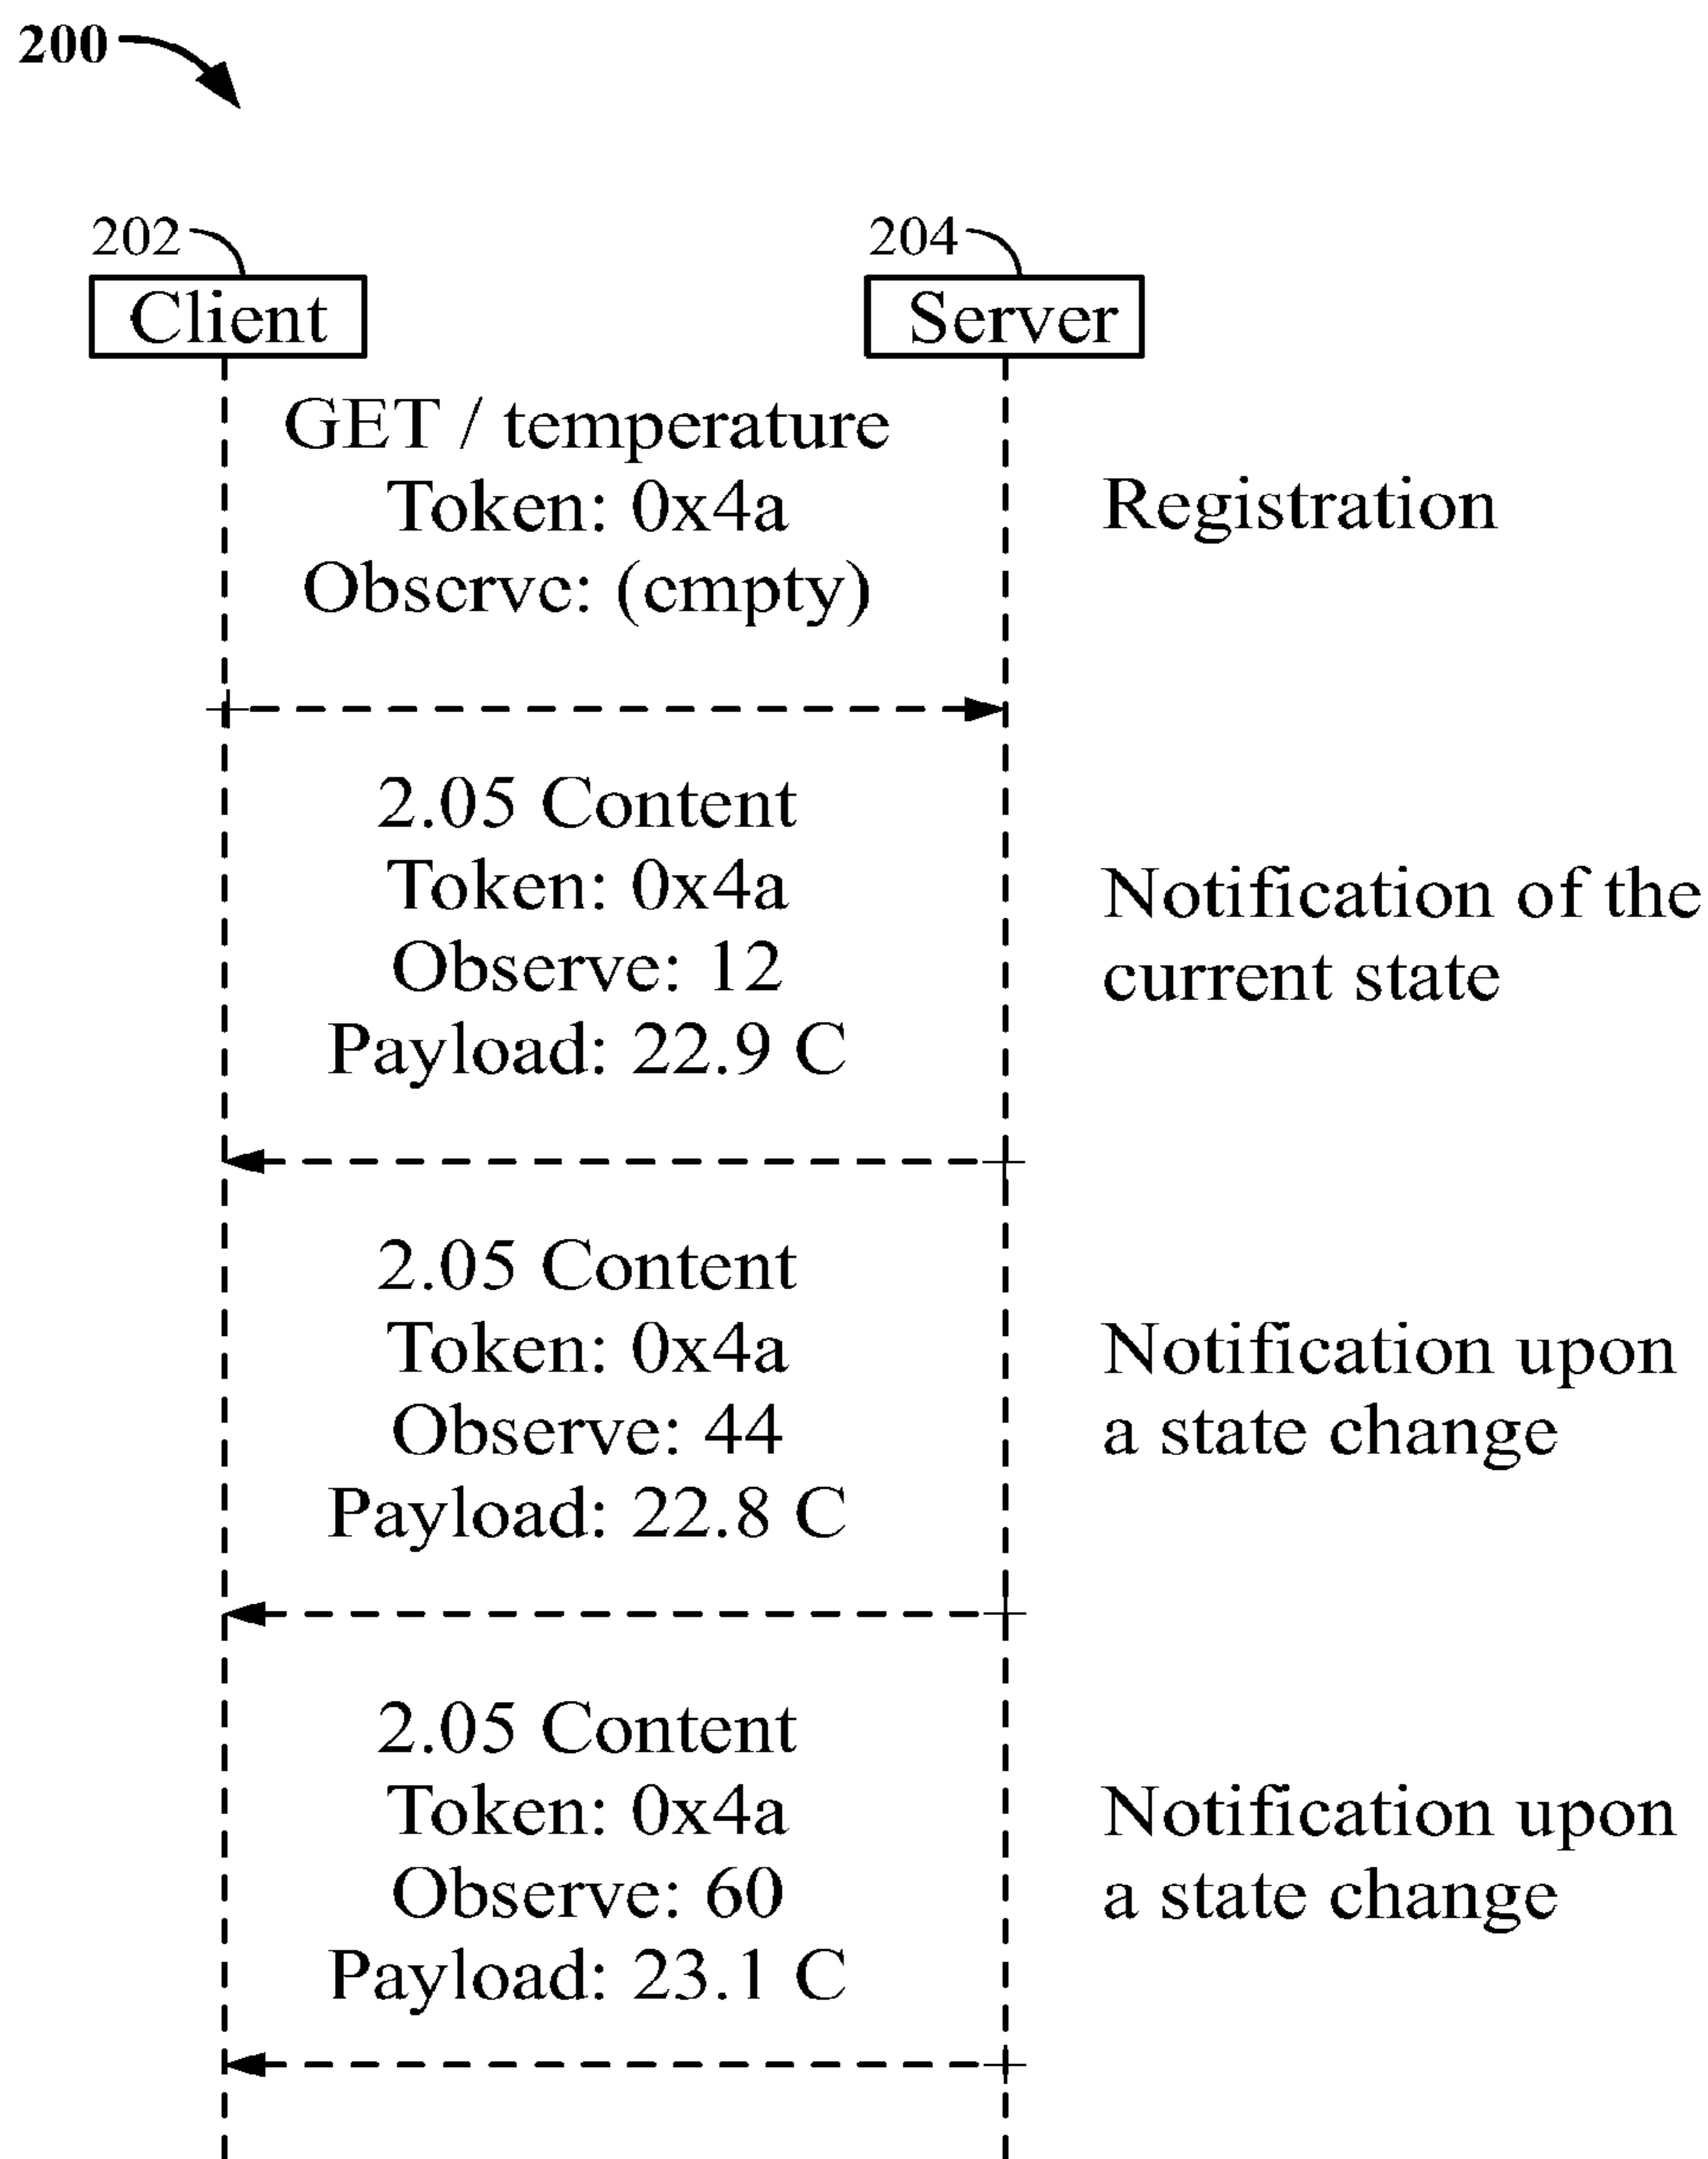 200
202
204
Client
Server
GET / temperature
Token: 0x4a
Observe: (empty)
Registration
2.05 Content
Token: 0x4a
Observe: 12
Payload: 22.9 C
Notification of the
current state
2.05 Content
Token: 0x4a
Observe: 44
Payload: 22.8 C
Notification upon
a state change
2.05 Content
Token: 0x4a
Observe: 60
Payload: 23.1 C
Notification upon
a state change